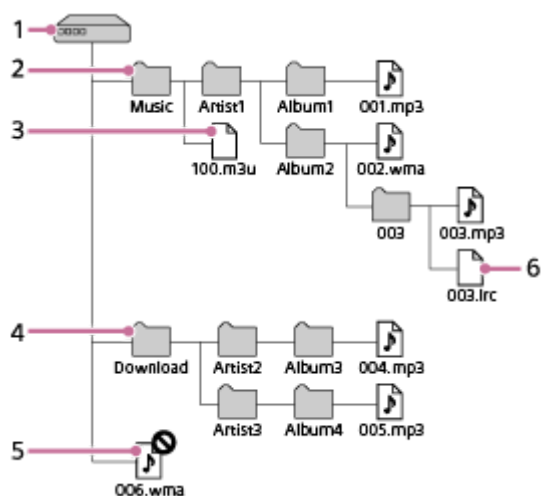 1
2
Music Artist1 Album1 001.mp3
3
100.m3u Album2 002.wma
003 003.mp3
6
003.lrc
4
Download Artist2 Album3 004.mp3
Artist3 Album4 005.mp3
5
006.wma